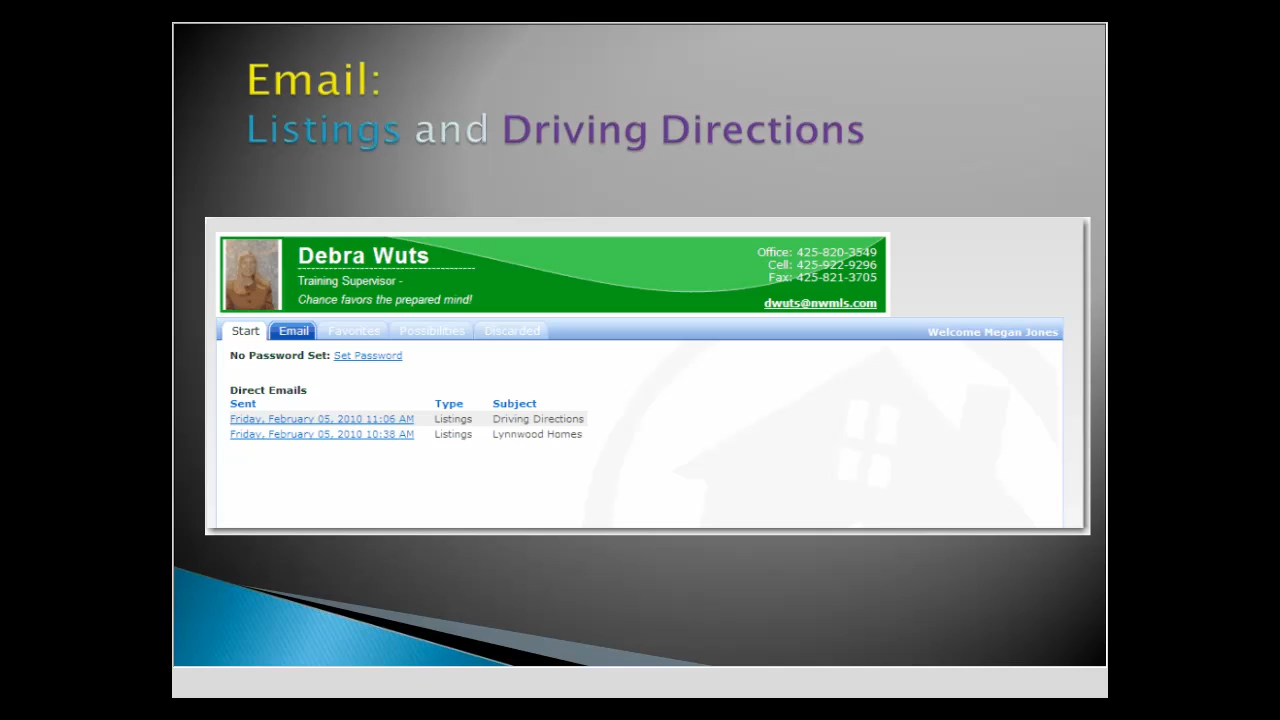 Email:
Listings and Driving Directions
Debra Wuts
Training Supervisor -
Chance favors the prepared mind!
Office: 425-820-3549
Cell: 425-922-9296
Fax: 425-821-3705
dwuts@nwmls.com
Start Email Favorites Possibilities Discarded Welcome Megan Jones
No Password Set: Set Password
Direct Emails
Sent Type Subject
Friday, February 05, 2010 11:06 AM Listings Driving Directions
Friday, February 05, 2010 10:38 AM Listings Lynnwood Homes